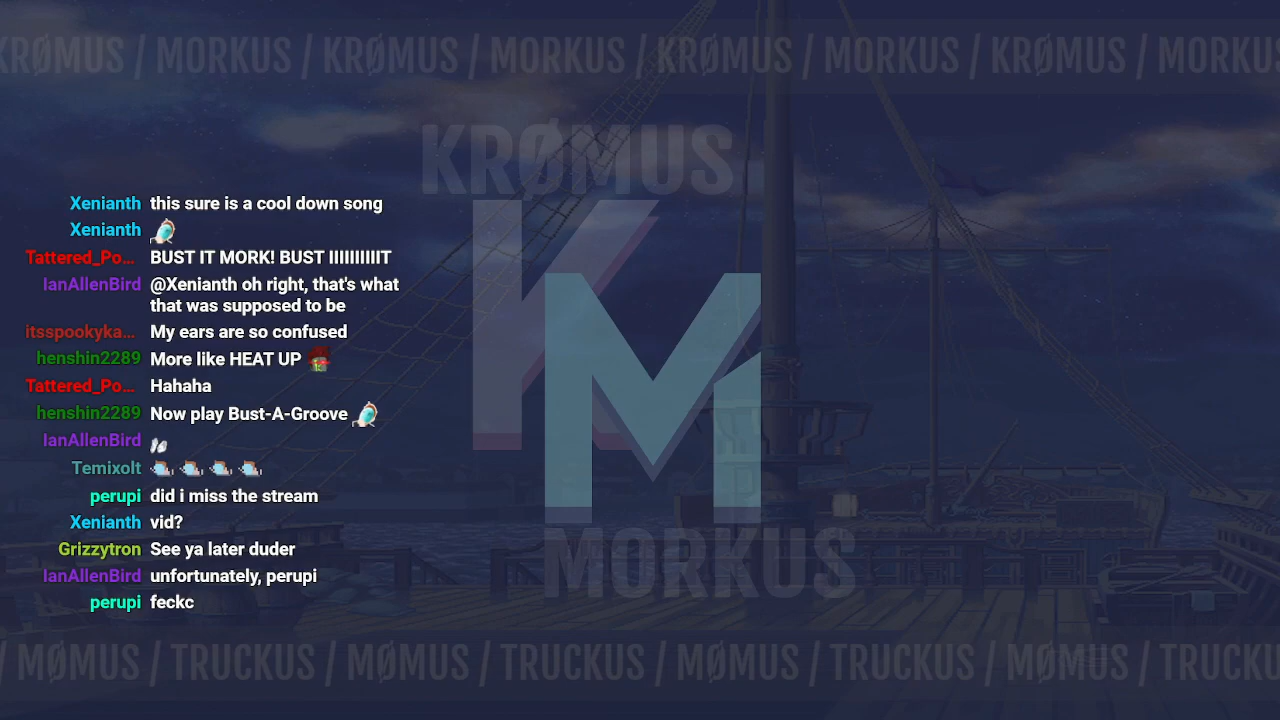 KRØMUS / MORKUS / KRØMUS / MORKUS / KRØMUS / MORKUS / KRØMUS / MORKUS
KRØMUS
Xenianth this sure is a cool down song
Xenianth
Tattered_Po... BUST IT MORK! BUST IIIIIIIIIIT
IanAllenBird @Xenianth oh right, that's what
that was supposed to be
itsspookyka... My ears are so confused
henshin2289 More like HEAT UP
Tattered_Po... Hahaha
henshin2289 Now play Bust-A-Groove
IanAllenBird
Temixolt
perupi did i miss the stream
Xenianth vid?
Grizzytron See ya later duder
IanAllenBird unfortunately, perupi
perupi feckc
KM
MORKUS
/ MØMUS / TRUCKUS / MØMUS / TRUCKUS / MØMUS / TRUCKUS / MØMUS / TRUCKU